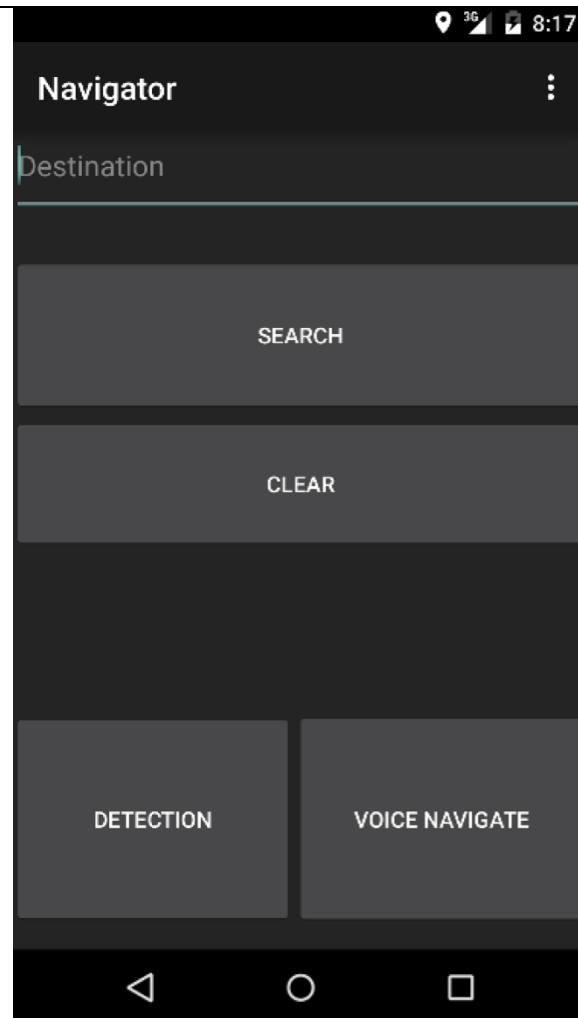 3G 8:17
Navigator
Destination
SEARCH
CLEAR
DETECTION
VOICE NAVIGATE